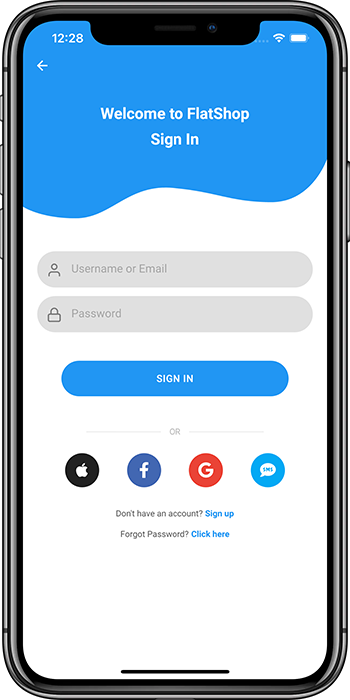 12:28
Welcome to FlatShop
Sign In
Username or Email
Password
SIGN IN
OR
f
G
SMS
Don't have an account? Sign up
Forgot Password? Click here